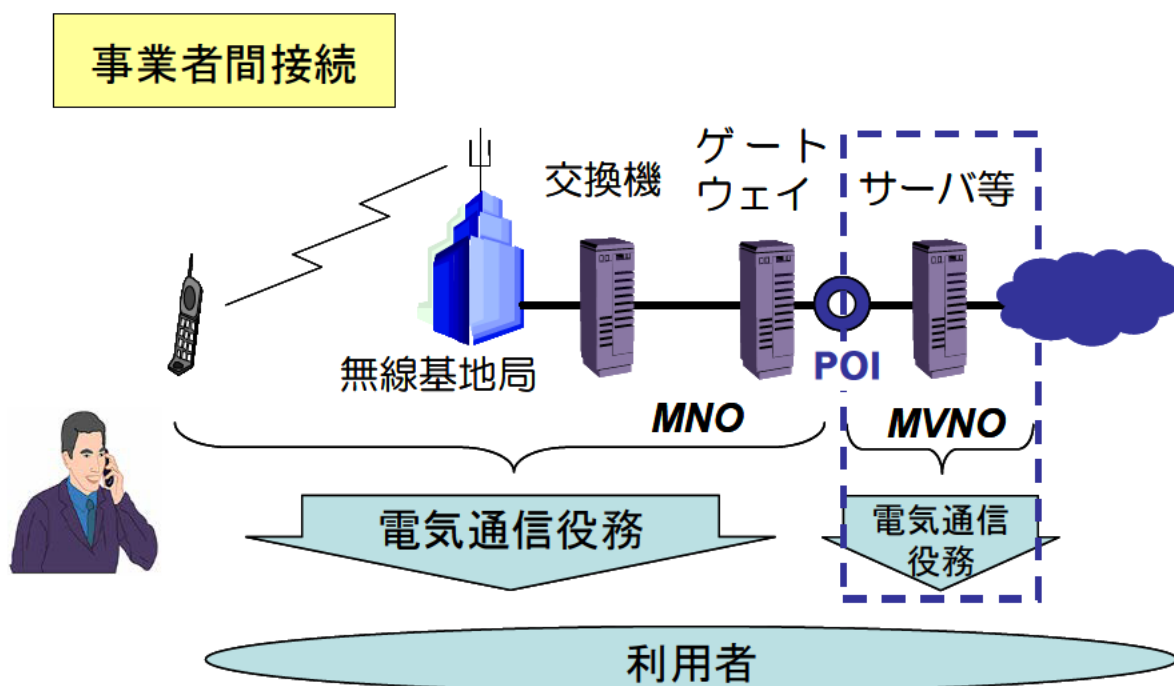 事業者間接続
交換機
ゲート
ウェイ
サーバ等
無線基地局
POI
MNO
MVNO
電気通信役務
電気通信
役務
利用者